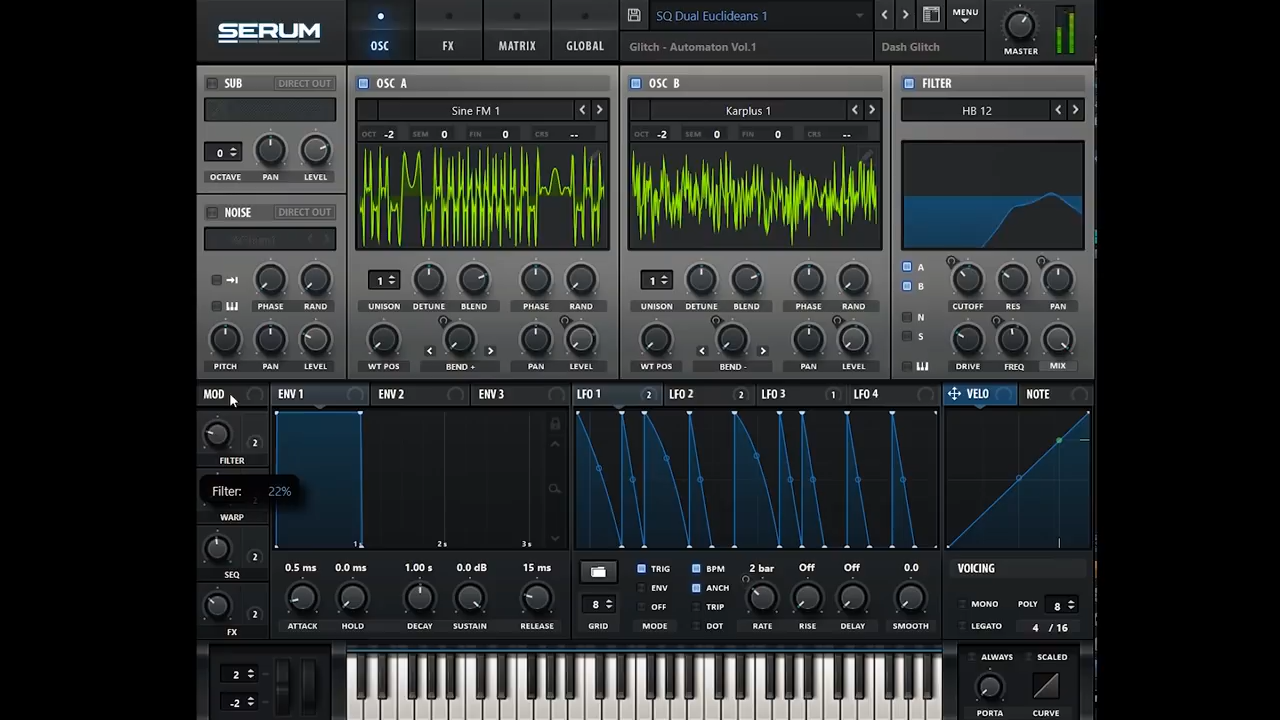 SERUM
OSC
FX
MATRIX
GLOBAL
SQ Dual Euclideans 1
Glitch - Automaton Vol.1
Dash Glitch
MENU
MASTER
SUB
DIRECT OUT
0
OCTAVE
PAN
LEVEL
NOISE
DIRECT OUT
PHASE
RAND
PITCH
PAN
LEVEL
OSC A
Sine FM 1
OCT -2 SEM 0 FIN 0 CRS --
1
UNISON
DETUNE
BLEND
PHASE
RAND
WT POS
BEND +
PAN
LEVEL
OSC B
Karplus 1
OCT -2 SEM 0 FIN 0 CRS --
1
UNISON
DETUNE
BLEND
PHASE
RAND
WT POS
BEND -
PAN
LEVEL
FILTER
HB 12
A
B
N
S
CUTOFF
RES
PAN
DRIVE
FREQ
MIX
MOD
ENV 1
ENV 2
ENV 3
LFO 1 2
LFO 2 2
LFO 3 1
LFO 4
VELO
NOTE
2
FILTER
Filter: 22%
WARP
2
SEQ
2
FX
1 s
2 s
3 s
0.5 ms
0.0 ms
1.00 s
0.0 dB
15 ms
ATTACK
HOLD
DECAY
SUSTAIN
RELEASE
8
GRID
TRIG
ENV
OFF
MODE
BPM
ANCH
TRIP
DOT
2 bar
Off
Off
0.0
RATE
RISE
DELAY
SMOOTH
VOICING
MONO
POLY
8
LEGATO
4 / 16
2
-2
ALWAYS
SCALED
PORTA
CURVE